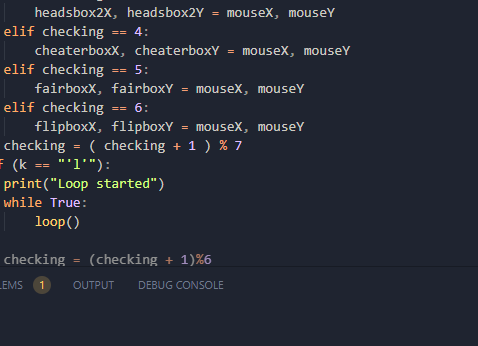 headsbox2X, headsbox2Y = mouseX, mouseY
elif checking == 4:
cheaterboxX, cheaterboxY = mouseX, mouseY
elif checking == 5:
fairboxX, fairboxY = mouseX, mouseY
elif checking == 6:
flipboxX, flipboxY = mouseX, mouseY
checking = ( checking + 1 ) % 7
f (k == "'l'"):
print("Loop started")
while True:
loop()
checking = (checking + 1)%6
LEMS 1 OUTPUT DEBUG CONSOLE